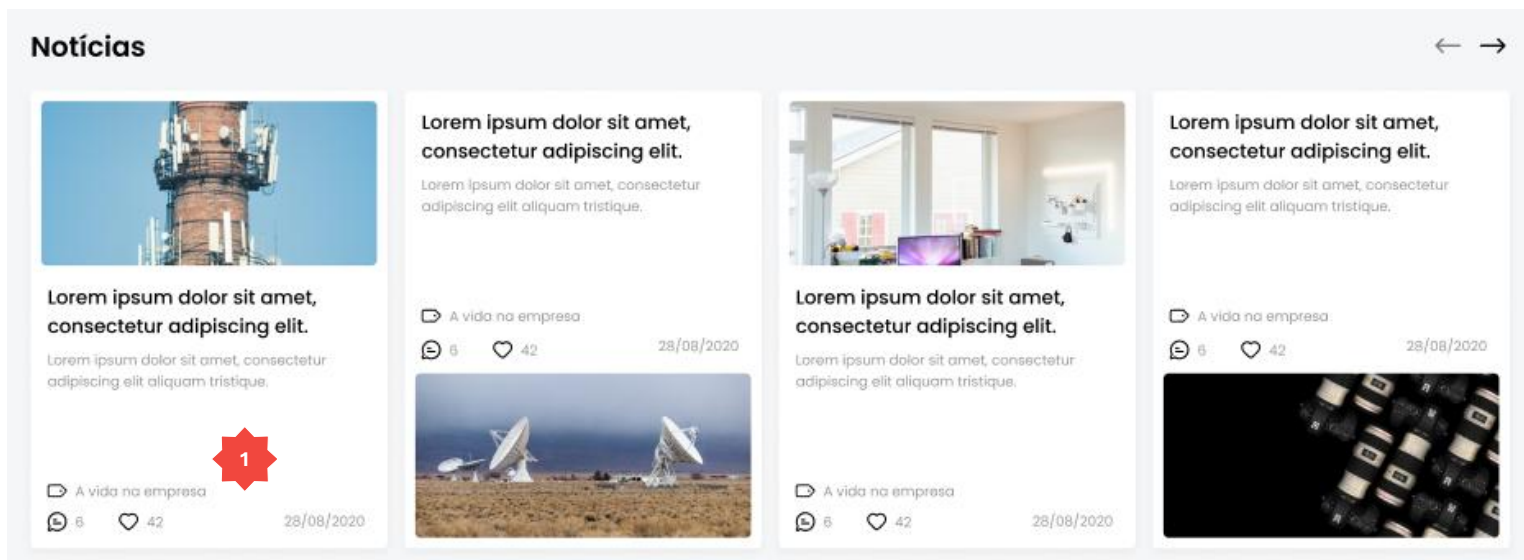 Notícias
Lorem ipsum dolor sit amet,
consectetur adipiscing elit.
Lorem ipsum dolor sit amet, consectetur
adipiscing elit aliquam tristique.
1
A vida na empresa
6 42 28/08/2020
Lorem ipsum dolor sit amet,
consectetur adipiscing elit.
Lorem ipsum dolor sit amet, consectetur
adipiscing elit aliquam tristique.
A vida na empresa
6 42 28/08/2020
Lorem ipsum dolor sit amet,
consectetur adipiscing elit.
Lorem ipsum dolor sit amet, consectetur
adipiscing elit aliquam tristique.
A vida na empresa
6 42 28/08/2020
Lorem ipsum dolor sit amet,
consectetur adipiscing elit.
Lorem ipsum dolor sit amet, consectetur
adipiscing elit aliquam tristique.
A vida na empresa
6 42 28/08/2020